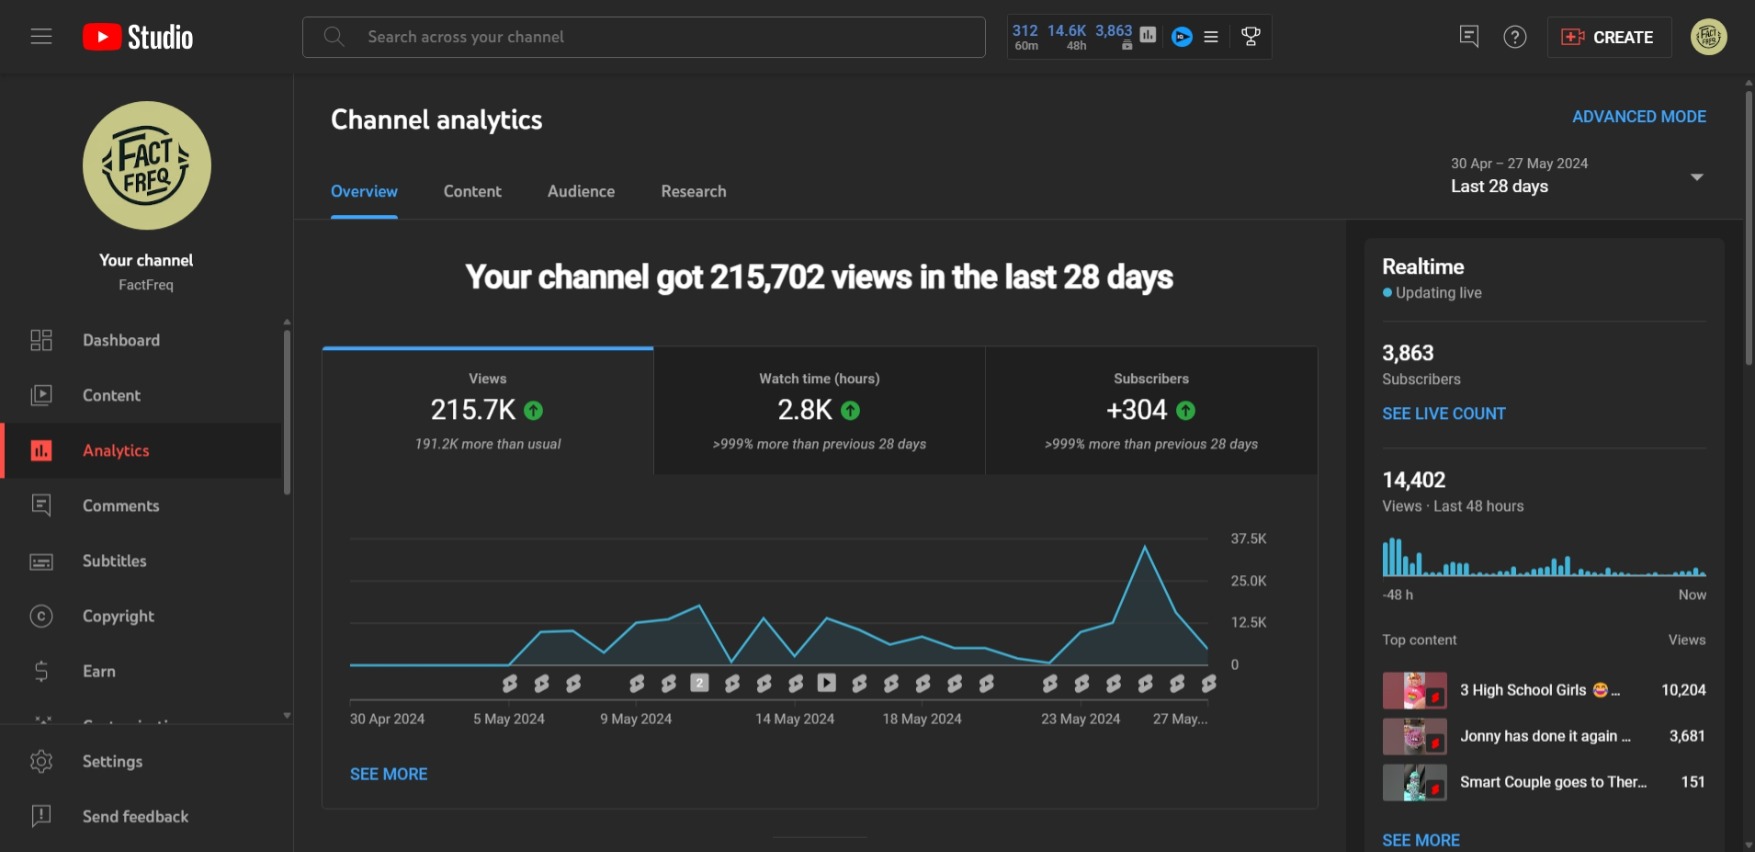 Studio
Search across your channel
312 14.6K 3,863
60m 48h
CREATE
FACT
FREQ
Your channel
FactFreq
Dashboard
Content
Analytics
Comments
Subtitles
Copyright
Earn
Settings
Send feedback
Channel analytics
ADVANCED MODE
30 Apr – 27 May 2024
Last 28 days
Overview Content Audience Research
Your channel got 215,702 views in the last 28 days
Views
215.7K
191.2K more than usual
Watch time (hours)
2.8K
>999% more than previous 28 days
Subscribers
+304
>999% more than previous 28 days
37.5K
25.0K
12.5K
0
2
30 Apr 2024 5 May 2024 9 May 2024 14 May 2024 18 May 2024 23 May 2024 27 May...
SEE MORE
Realtime
Updating live
3,863
Subscribers
SEE LIVE COUNT
14,402
Views · Last 48 hours
-48 h Now
Top content Views
3 High School Girls 😂 ... 10,204
Jonny has done it again ... 3,681
Smart Couple goes to Ther... 151
SEE MORE